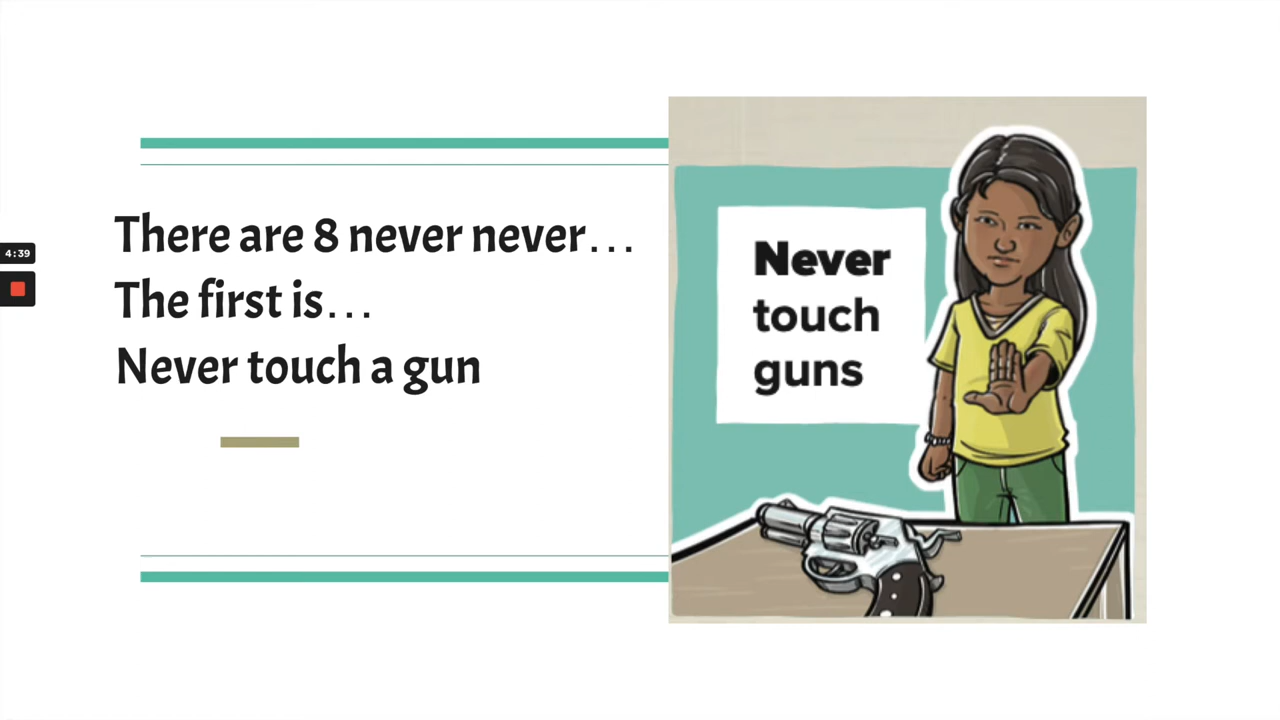 4:39
There are 8 never never...
The first is...
Never touch a gun
Never
touch
guns